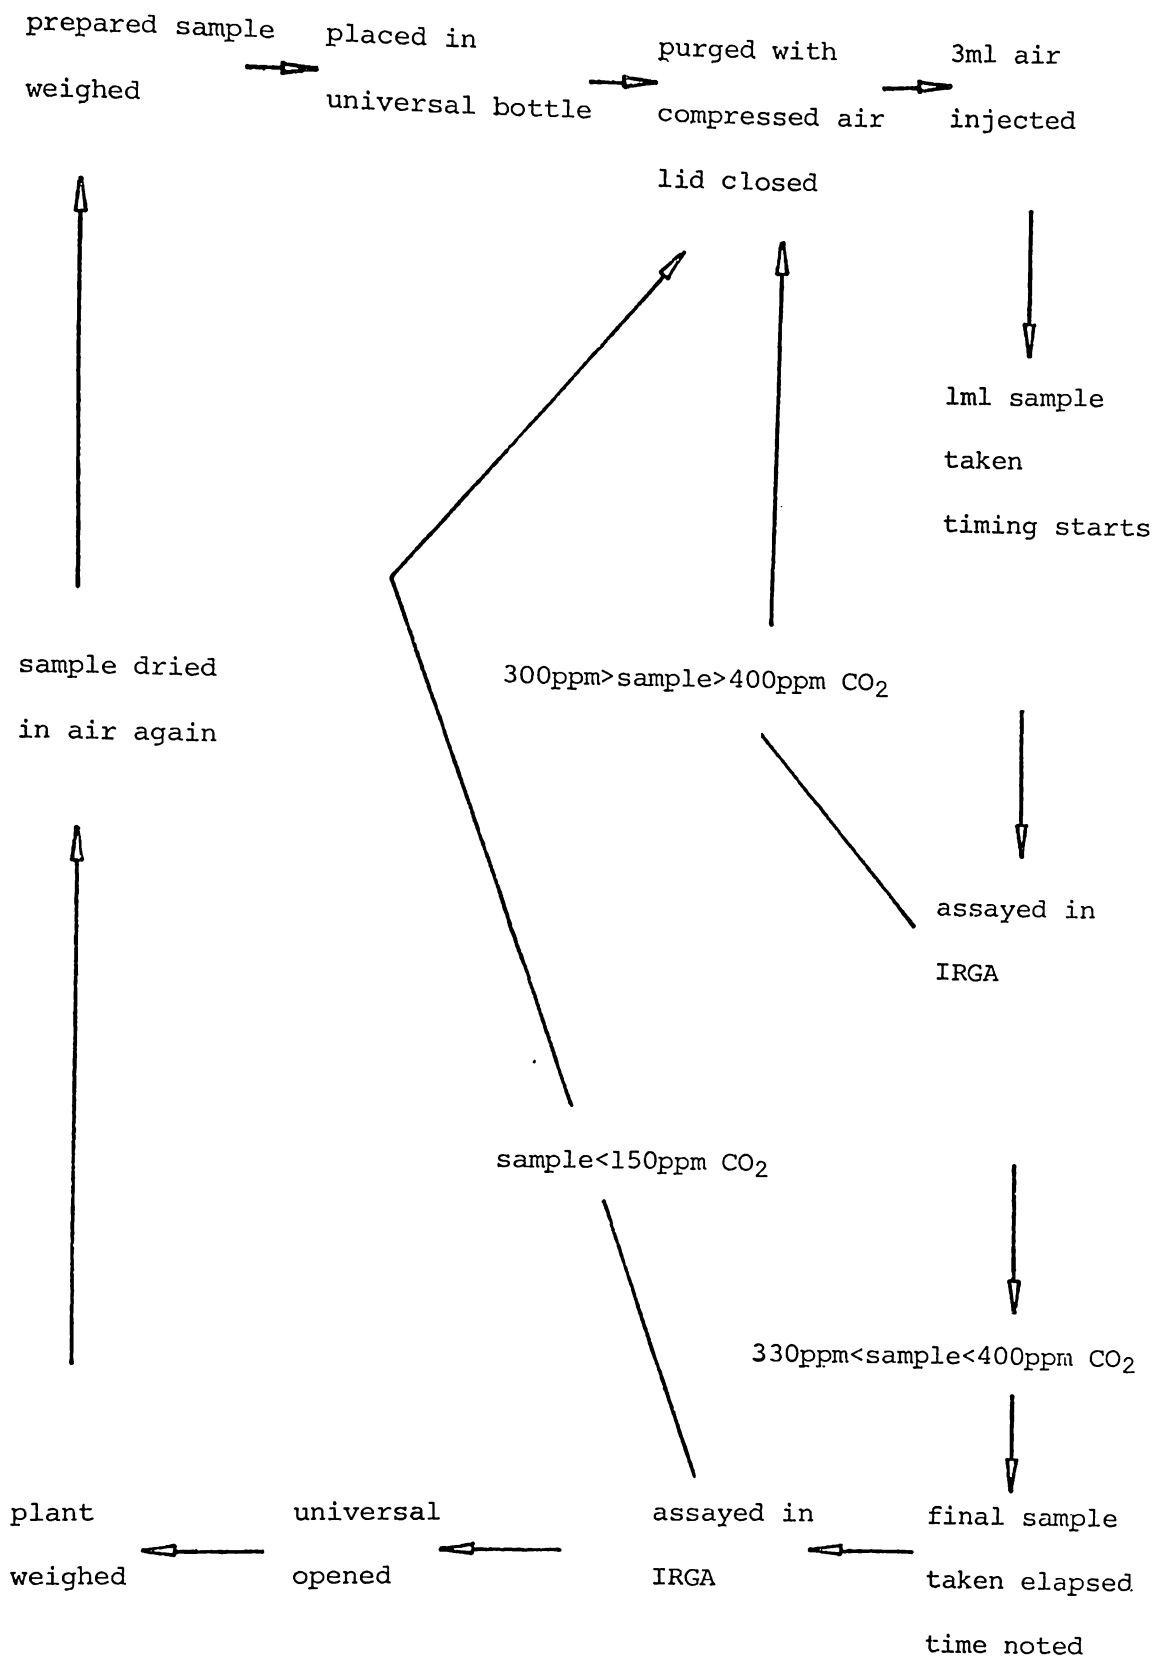 prepared sample
weighed
placed in
universal bottle
purged with
compressed air
lid closed
3ml air
injected
1ml sample
taken
timing starts
sample dried
in air again
300ppm>sample>400ppm CO2
assayed in
IRGA
sample<150ppm CO2
330ppm<sample<400ppm CO2
plant
weighed
universal
opened
assayed in
IRGA
final sample
taken elapsed
time noted